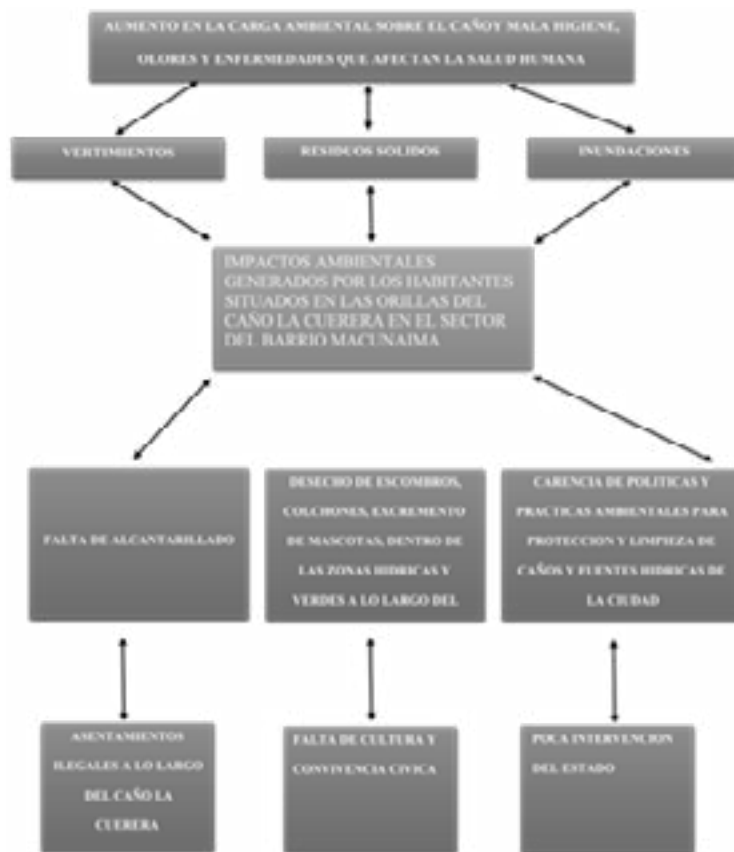 AUMENTO EN LA CARGA AMBIENTAL SOBRE EL CAÑOY MALA HIGIENE,
OLORES Y ENFERMEDADES QUE AFECTAN LA SALUD HUMANA
VERTIMIENTOS
RESIDUOS SOLIDOS
INUNDACIONES
IMPACTOS AMBIENTALES
GENERADOS POR LOS HABITANTES
SITUADOS EN LAS ORILLAS DEL
CAÑO LA CUERERA EN EL SECTOR
DEL BARRIO MACUNAIMA
FALTA DE ALCANTARILLADO
DESECHO DE ESCOMBROS,
COLCHONES, EXCREMENTO
DE MASCOTAS, DENTRO DE
LAS ZONAS HIDRICAS Y
VERDES A LO LARGO DEL
CARENCIA DE POLITICAS Y
PRACTICAS AMBIENTALES PARA
PROTECCION Y LIMPIEZA DE
CAÑOS Y FUENTES HIDRICAS DE
LA CIUDAD
ASENTAMIENTOS
ILEGALES A LO LARGO
DEL CAÑO LA
CUERERA
FALTA DE CULTURA Y
CONVIVENCIA CIVICA
POCA INTERVENCION
DEL ESTADO